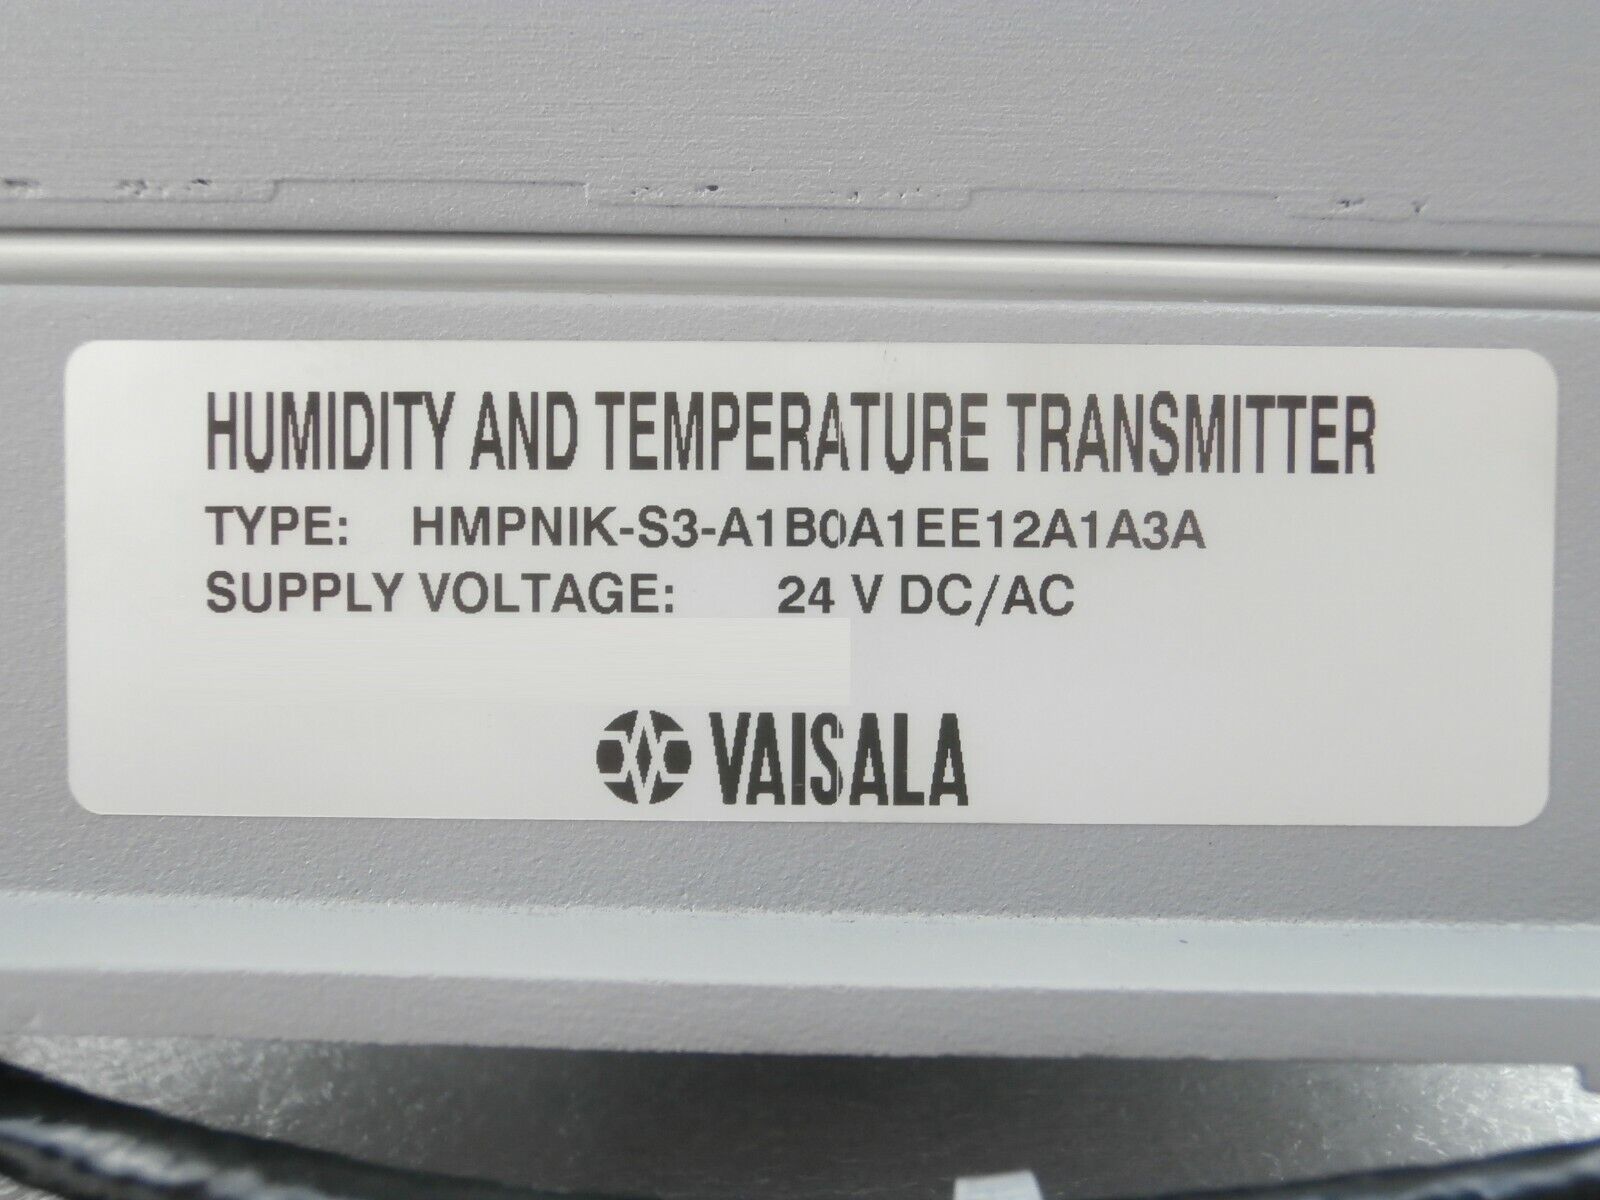 HUMIDITY AND TEMPERATURE TRANSMITTER
TYPE: HMPNIK-S3-A1B0A1EE12A1A3A
SUPPLY VOLTAGE: 24 V DC/AC
VAISALA